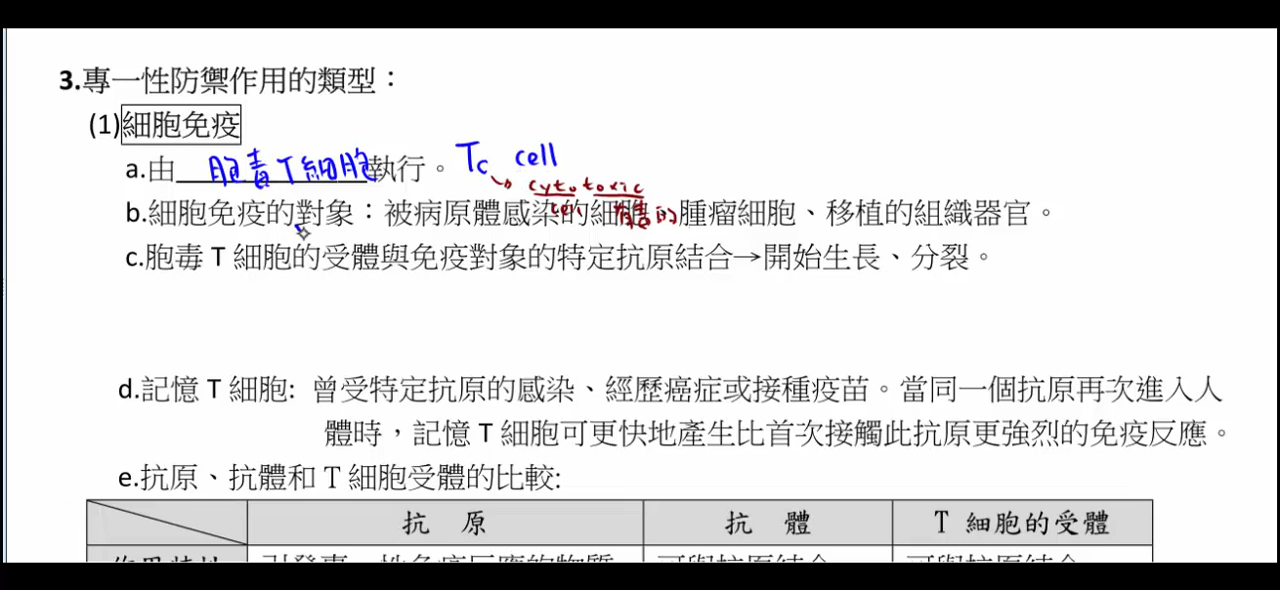 3.專一性防禦作用的類型：
(1)細胞免疫
a.由 胞毒T細胞 執行。 Tc cell
cytotoxic
b.細胞免疫的對象：被病原體感染的細胞、腫瘤細胞、移植的組織器官。
cell 有害的
c.胞毒 T 細胞的受體與免疫對象的特定抗原結合→開始生長、分裂。
d.記憶 T 細胞: 曾受特定抗原的感染、經歷癌症或接種疫苗。當同一個抗原再次進入人
體時，記憶 T 細胞可更快地產生比首次接觸此抗原更強烈的免疫反應。
e.抗原、抗體和 T 細胞受體的比較:
抗 原 抗 體 T 細胞的受體